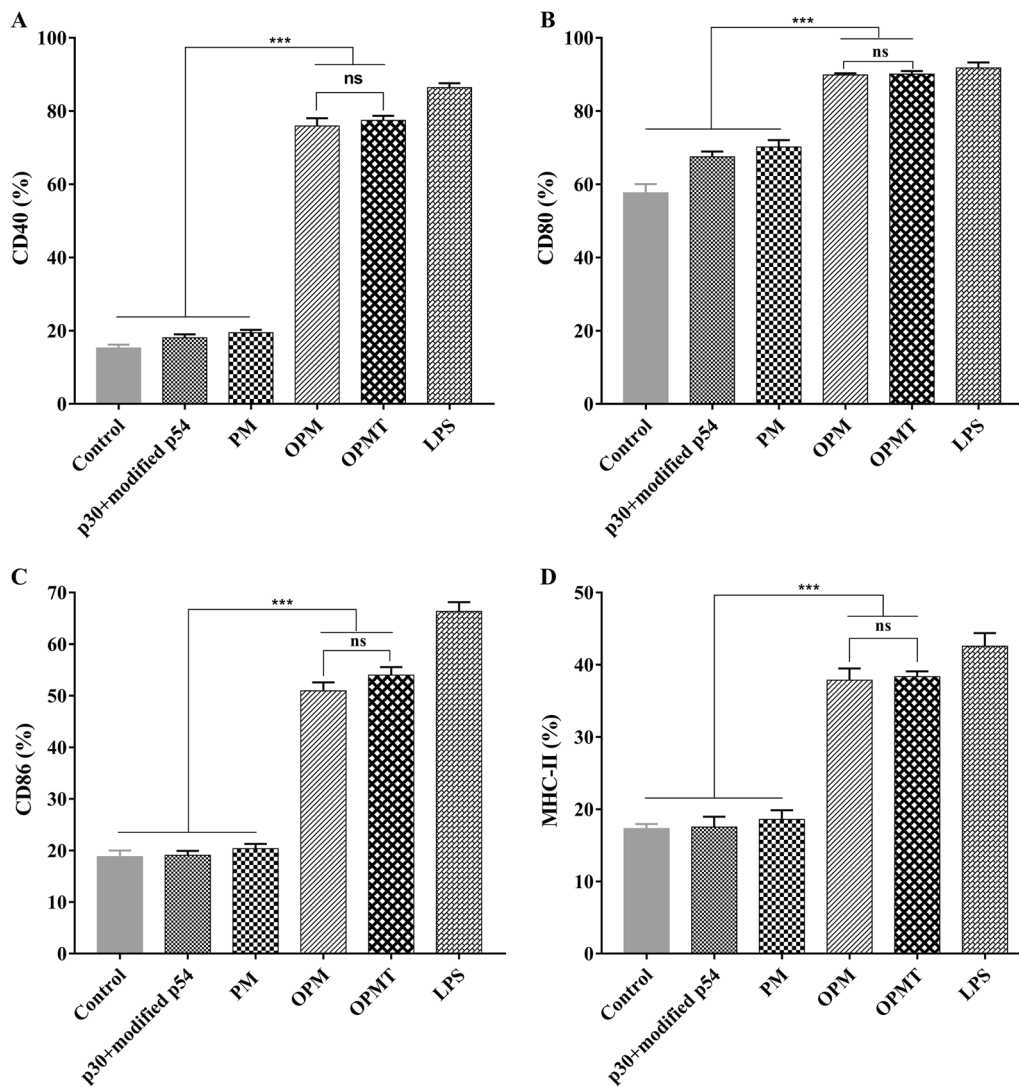 A
CD40 (%)
100
80
60
40
20
0
***
ns
Control
p30+modified p54
PM
OPM
OPMT
LPS
B
CD80 (%)
100
80
60
40
20
0
***
ns
Control
p30+modified p54
PM
OPM
OPMT
LPS
C
CD86 (%)
70
60
50
40
30
20
10
0
***
ns
Control
p30+modified p54
PM
OPM
OPMT
LPS
D
MHC-II (%)
50
40
30
20
10
0
***
ns
Control
p30+modified p54
PM
OPM
OPMT
LPS